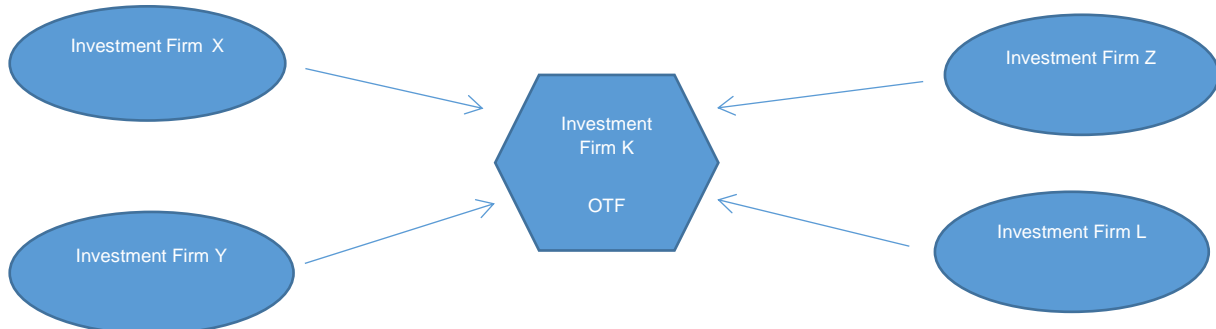 Investment Firm X
Investment Firm Z
Investment
Firm K
OTF
Investment Firm Y
Investment Firm L